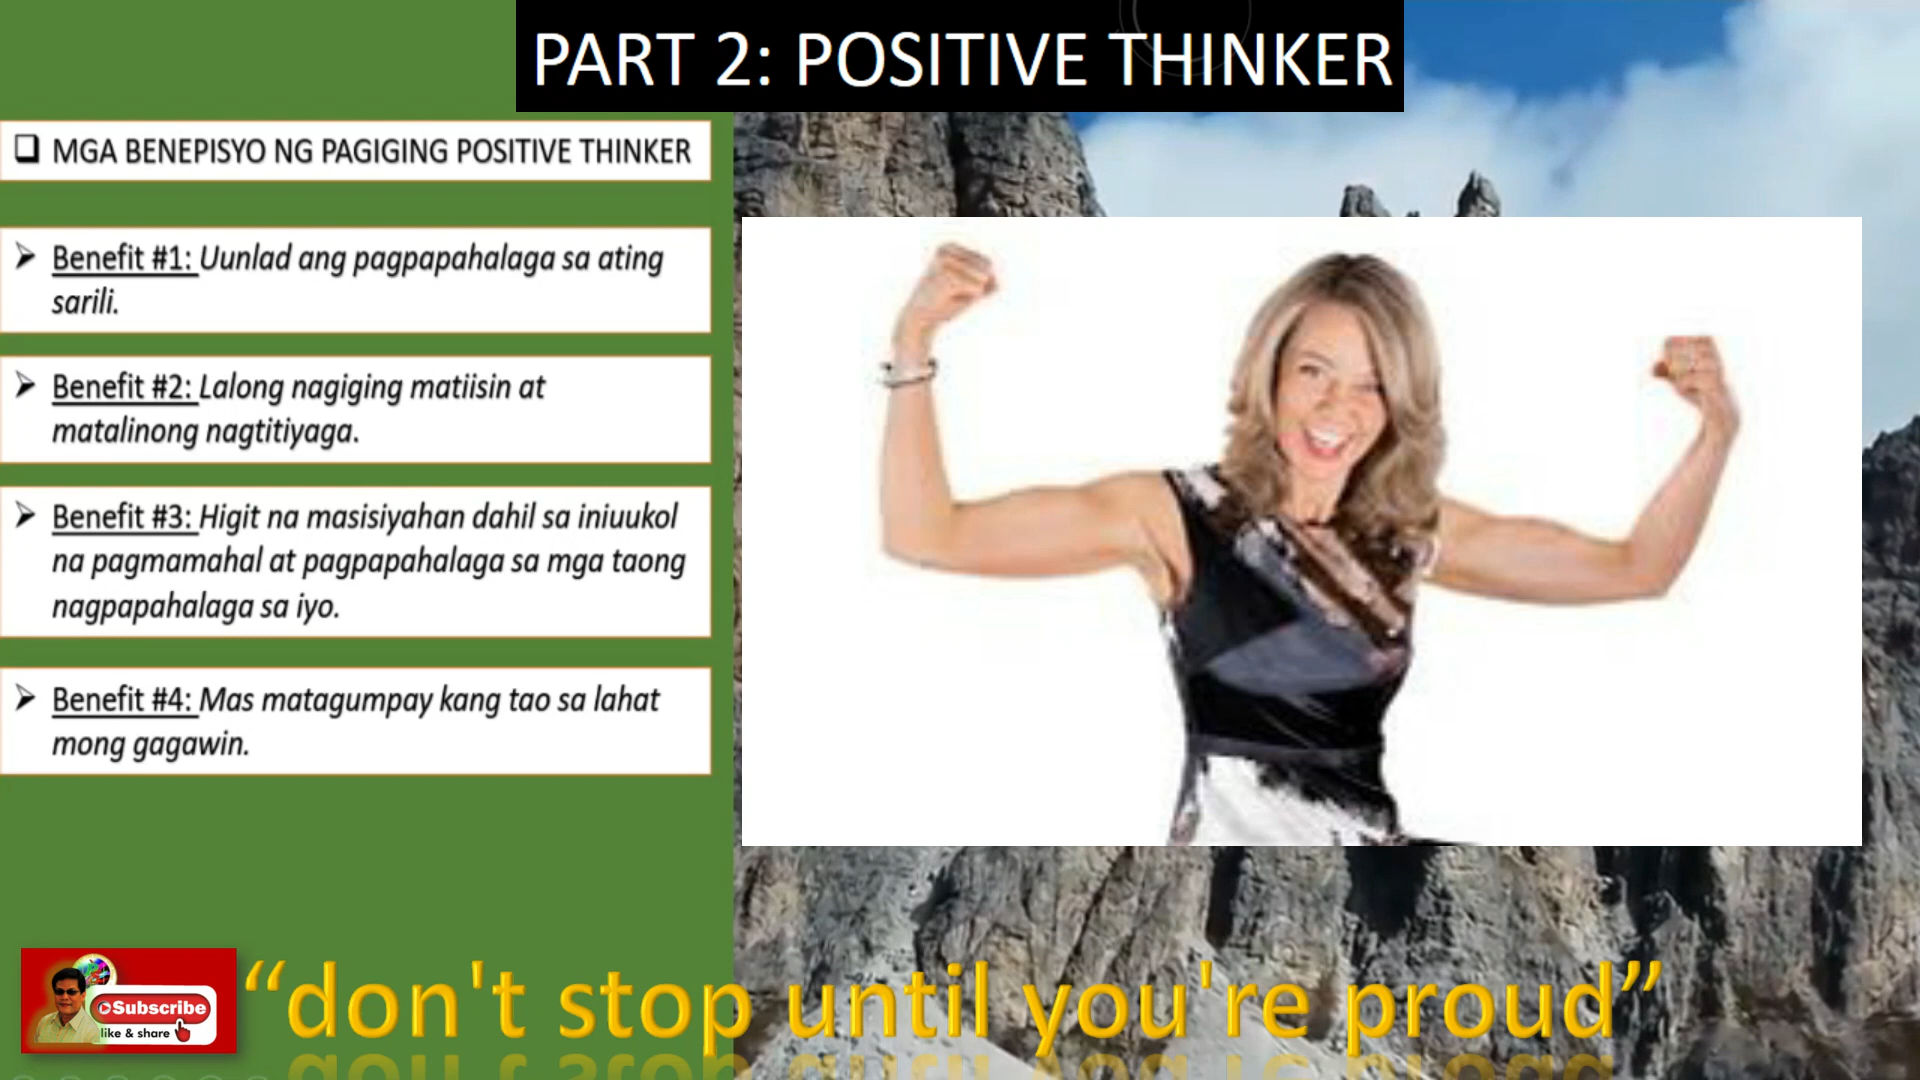 PART 2: POSITIVE THINKER
MGA BENEPISYO NG PAGIGING POSITIVE THINKER
Benefit #1: Uunlad ang pagpapahalaga sa ating
sarili.
Benefit #2: Lalong nagiging matiisin at
matalinong nagtitiyaga.
Benefit #3: Higit na masisiyahan dahil sa iniuukol
na pagmamahal at pagpapahalaga sa mga taong
nagpapahalaga sa iyo.
Benefit #4: Mas matagumpay kang tao sa lahat
mong gagawin.
Subscribe
like & share
“don't stop until you're proud”